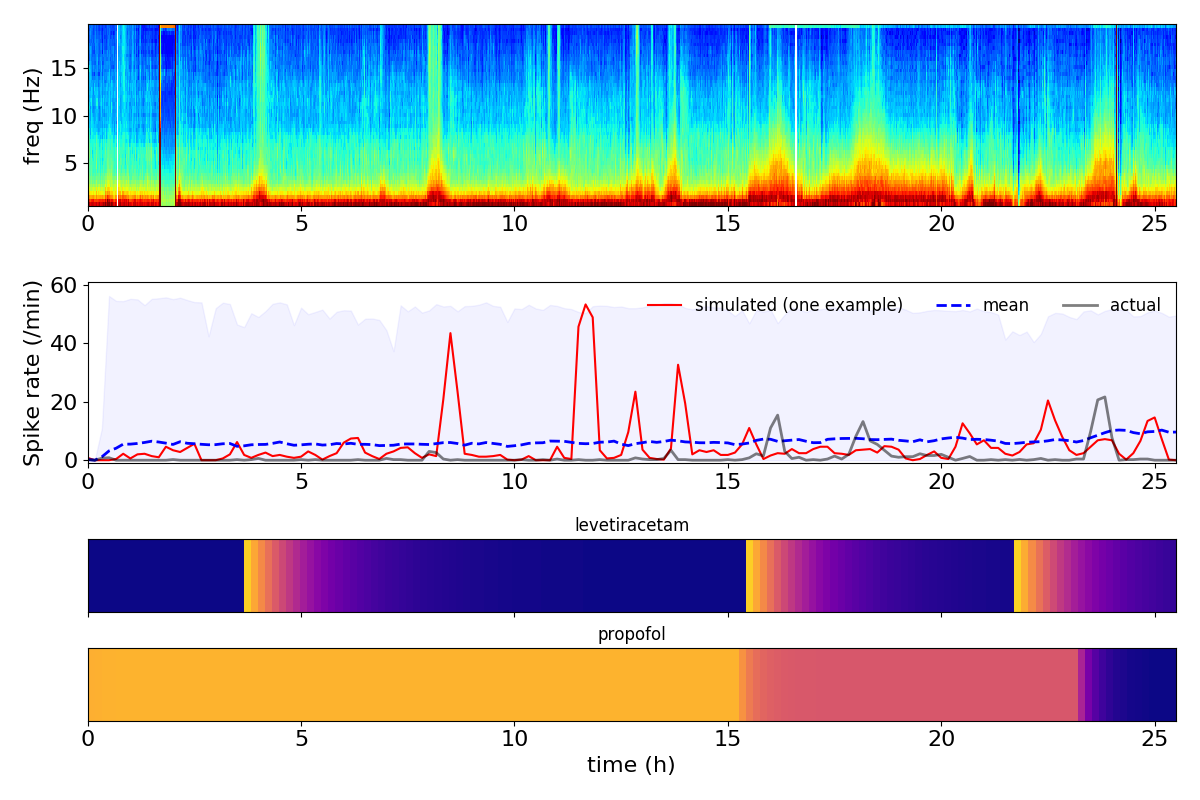 freq (Hz)
15
10
5
0 5 10 15 20 25
Spike rate (/min)
60
40
20
0
simulated (one example) mean actual
0 5 10 15 20 25
levetiracetam
propofol
0 5 10 15 20 25
time (h)